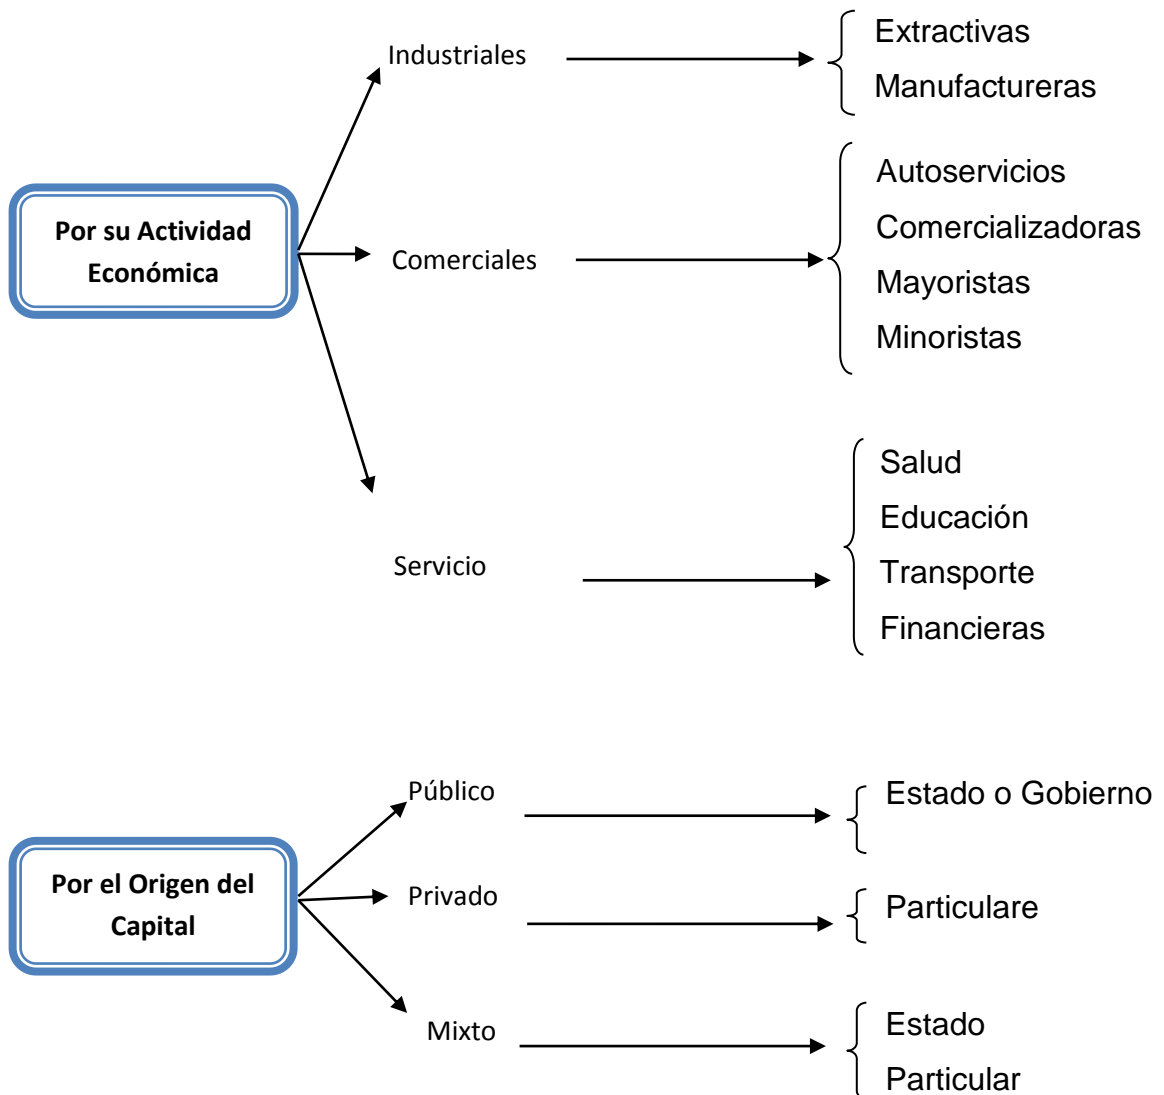 Industriales
Extractivas
Manufactureras
Por su Actividad
Económica
Comerciales
Autoservicios
Comercializadoras
Mayoristas
Minoristas
Servicio
Salud
Educación
Transporte
Financieras
Por el Origen del
Capital
Público
Estado o Gobierno
Privado
Particulare
Mixto
Estado
Particular